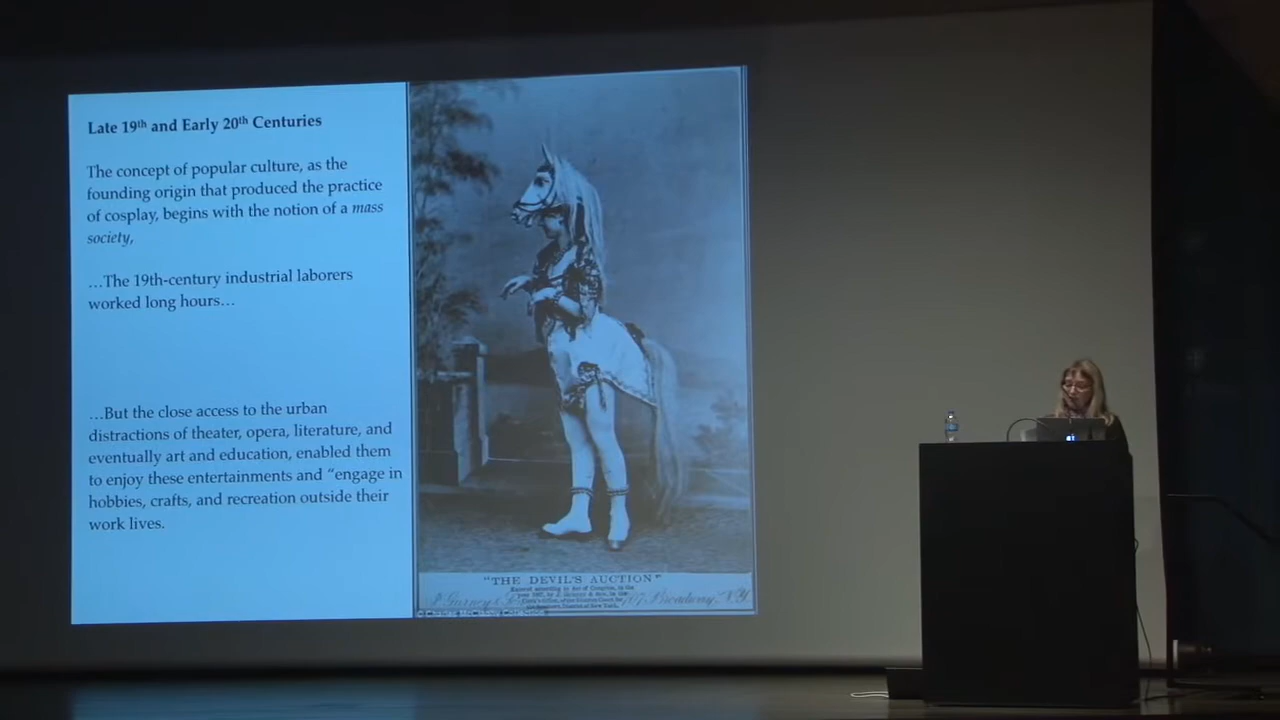 Late 19th and Early 20th Centuries
The concept of popular culture, as the
founding origin that produced the practice
of cosplay, begins with the notion of a mass
society,
…The 19th-century industrial laborers
worked long hours…
…But the close access to the urban
distractions of theater, opera, literature, and
eventually art and education, enabled them
to enjoy these entertainments and “engage in
hobbies, crafts, and recreation outside their
work lives.
"THE DEVIL'S AUCTION"
J. Gurney & 707 Broadway, N.Y